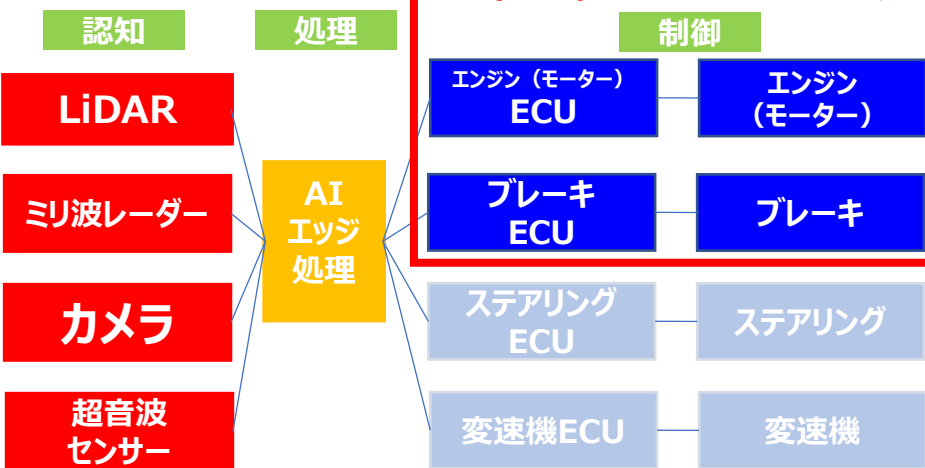 認知
処理
制御
LiDAR
ミリ波レーダー
カメラ
超音波
センサー
AI
エッジ
処理
エンジン（モーター）
ECU
エンジン
（モーター）
ブレーキ
ECU
ブレーキ
ステアリング
ECU
ステアリング
変速機ECU
変速機